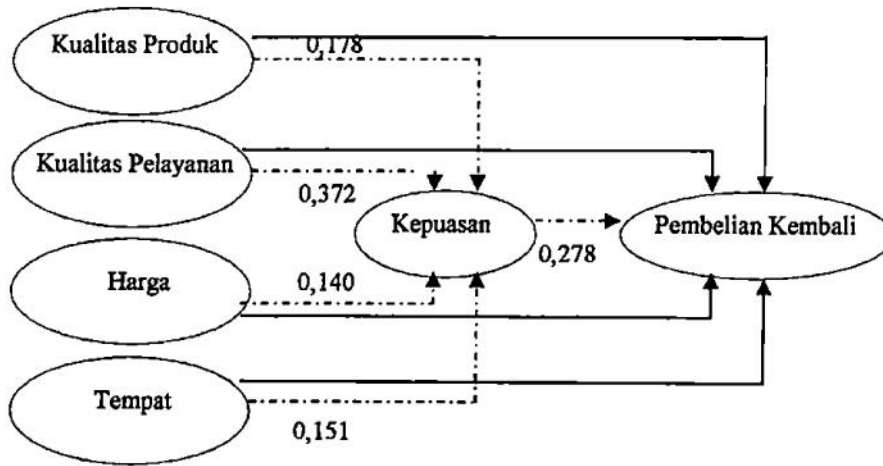 Kualitas Produk
0,178
Kualitas Pelayanan
0,372
Kepuasan
Pembelian Kembali
0,278
Harga
0,140
Tempat
0,151